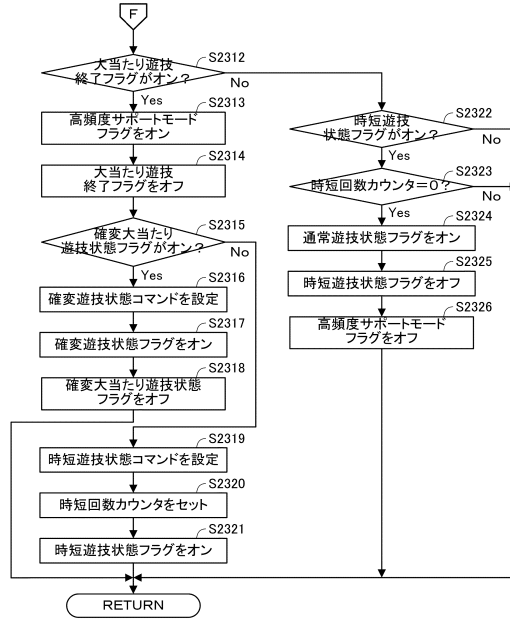 F
S2312
大当たり遊技
終了フラグがオン?
No
Yes
S2313
高頻度サポートモード
フラグをオン
S2314
大当たり遊技
終了フラグをオフ
S2315
確変大当たり
遊技状態フラグがオン?
No
Yes
S2316
確変遊技状態コマンドを設定
S2317
確変遊技状態フラグをオン
S2318
確変大当たり遊技状態
フラグをオフ
S2319
時短遊技状態コマンドを設定
S2320
時短回数カウンタをセット
S2321
時短遊技状態フラグをオン
S2322
時短遊技
状態フラグがオン?
No
Yes
S2323
時短回数カウンタ=0?
No
Yes
S2324
通常遊技状態フラグをオン
S2325
時短遊技状態フラグをオフ
S2326
高頻度サポートモード
フラグをオフ
RETURN